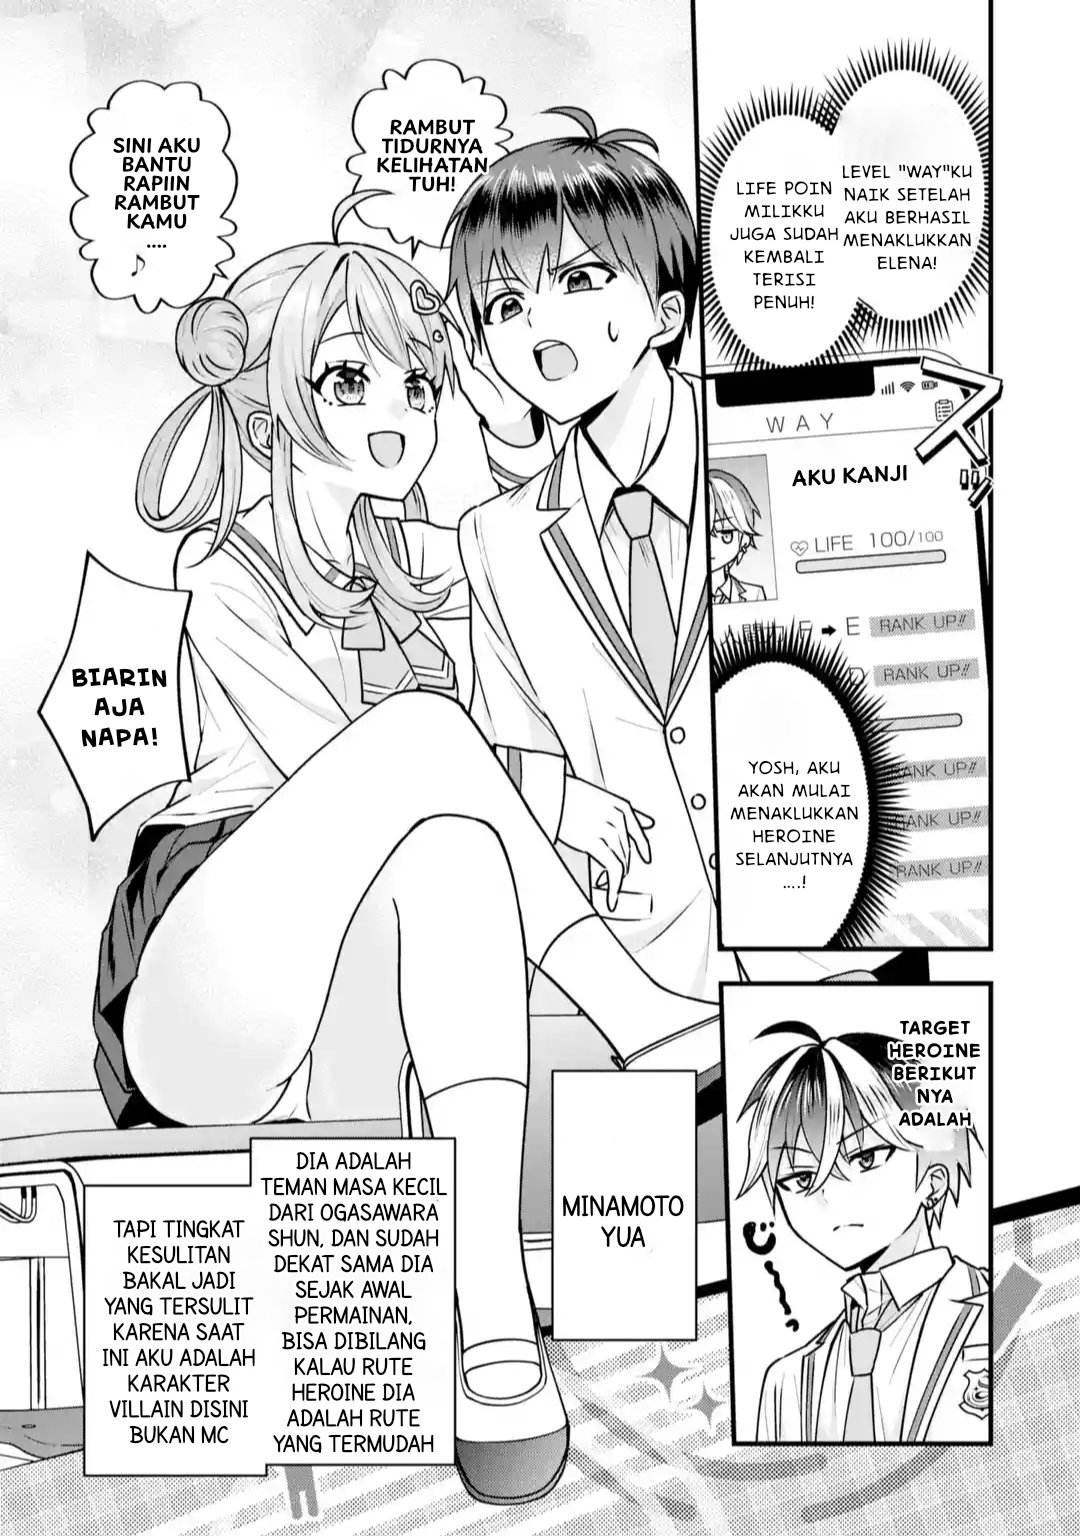 LEVEL "WAY"KU
NAIK SETELAH
AKU BERHASIL
MENAKLUKKAN
ELENA!
LIFE POIN
MILIKKU
JUGA SUDAH
KEMBALI
TERISI
PENUH!
WAY
AKU KANJI
LIFE 100/100
E
RANK UP!!
RANK UP!!
RANK UP!!
RANK UP!!
RANK UP!!
YOSH, AKU
AKAN MULAI
MENAKLUKKAN
HEROINE
SELANJUTNYA
....!
TARGET
HEROINE
BERIKUT
NYA
ADALAH
RAMBUT
TIDURNYA
KELIHATAN
TUH!
SINI AKU
BANTU
RAPIIN
RAMBUT
KAMU
....
♪
BIARIN
AJA
NAPA!
MINAMOTO
YUA
DIA ADALAH
TEMAN MASA KECIL
DARI OGASAWARA
SHUN, DAN SUDAH
DEKAT SAMA DIA
SEJAK AWAL
PERMAINAN,
BISA DIBILANG
KALAU RUTE
HEROINE DIA
ADALAH RUTE
YANG TERMUDAH
TAPI TINGKAT
KESULITAN
BAKAL JADI
YANG TERSULIT
KARENA SAAT
INI AKU ADALAH
KARAKTER
VILLAIN DISINI
BUKAN MC